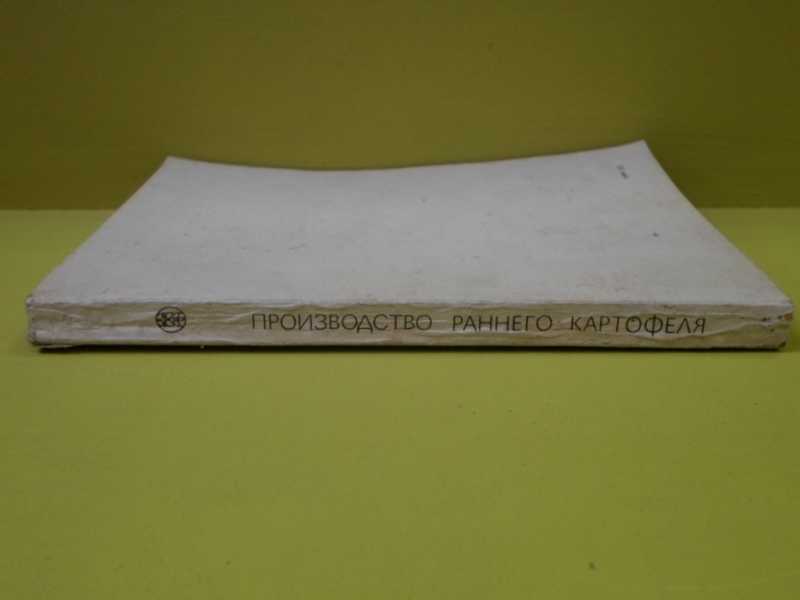 ПРОИЗВОДСТВО РАННЕГО КАРТОФЕЛЯ